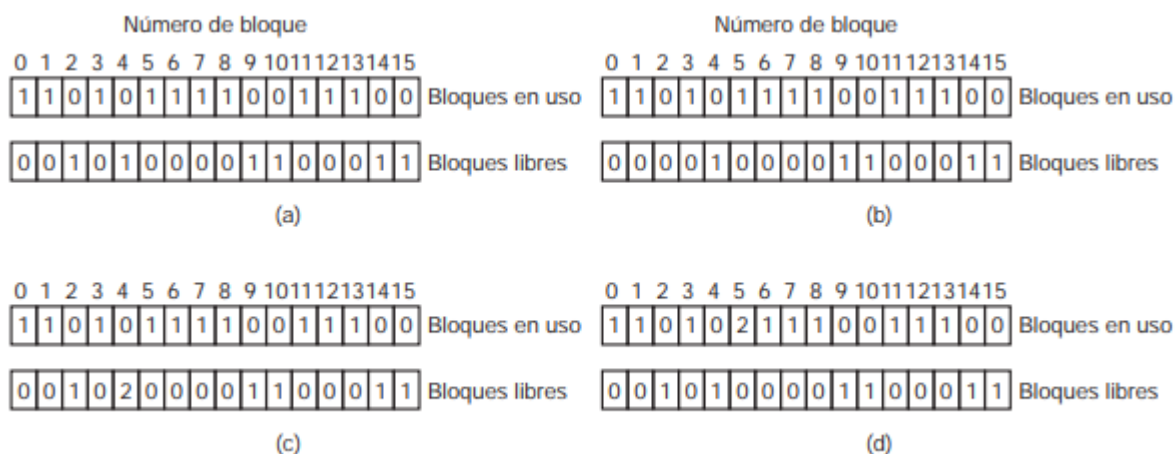 Número de bloque
0 1 2 3 4 5 6 7 8 9 10 11 12 13 14 15
1 1 0 1 0 1 1 1 1 0 0 1 1 1 0 0 Bloques en uso
0 0 1 0 1 0 0 0 0 1 1 0 0 0 1 1 Bloques libres
(a)
Número de bloque
0 1 2 3 4 5 6 7 8 9 10 11 12 13 14 15
1 1 0 1 0 1 1 1 1 0 0 1 1 1 0 0 Bloques en uso
0 0 0 0 1 0 0 0 0 1 1 0 0 0 1 1 Bloques libres
(b)
0 1 2 3 4 5 6 7 8 9 10 11 12 13 14 15
1 1 0 1 0 1 1 1 1 0 0 1 1 1 0 0 Bloques en uso
0 0 1 0 2 0 0 0 0 1 1 0 0 0 1 1 Bloques libres
(c)
0 1 2 3 4 5 6 7 8 9 10 11 12 13 14 15
1 1 0 1 0 2 1 1 1 0 0 1 1 1 0 0 Bloques en uso
0 0 1 0 1 0 0 0 0 1 1 0 0 0 1 1 Bloques libres
(d)